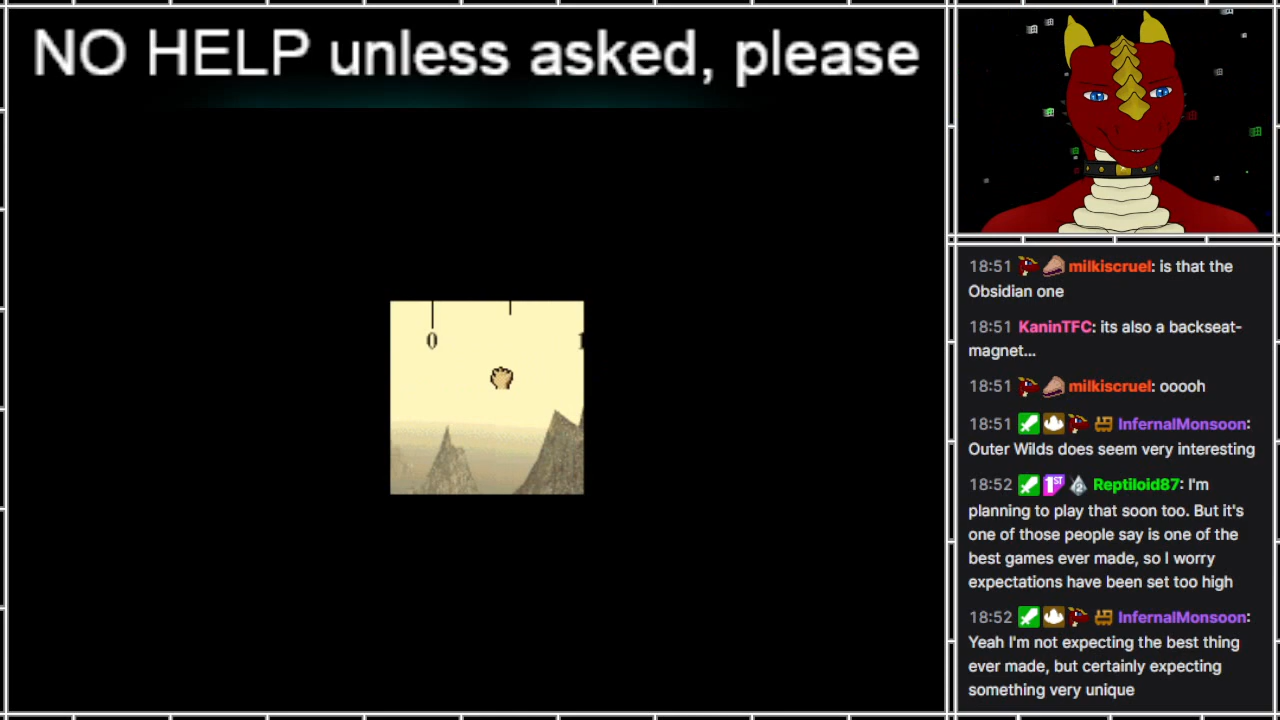 NO HELP unless asked, please
0
18:51 milkiscruel: is that the
Obsidian one
18:51 KaninTFC: its also a backseat-
magnet...
18:51 milkiscruel: ooooh
18:51 InfernalMonsoon:
Outer Wilds does seem very interesting
18:52 Reptiloid87: I'm
planning to play that soon too. But it's
one of those people say is one of the
best games ever made, so I worry
expectations have been set too high
18:52 InfernalMonsoon:
Yeah I'm not expecting the best thing
ever made, but certainly expecting
something very unique